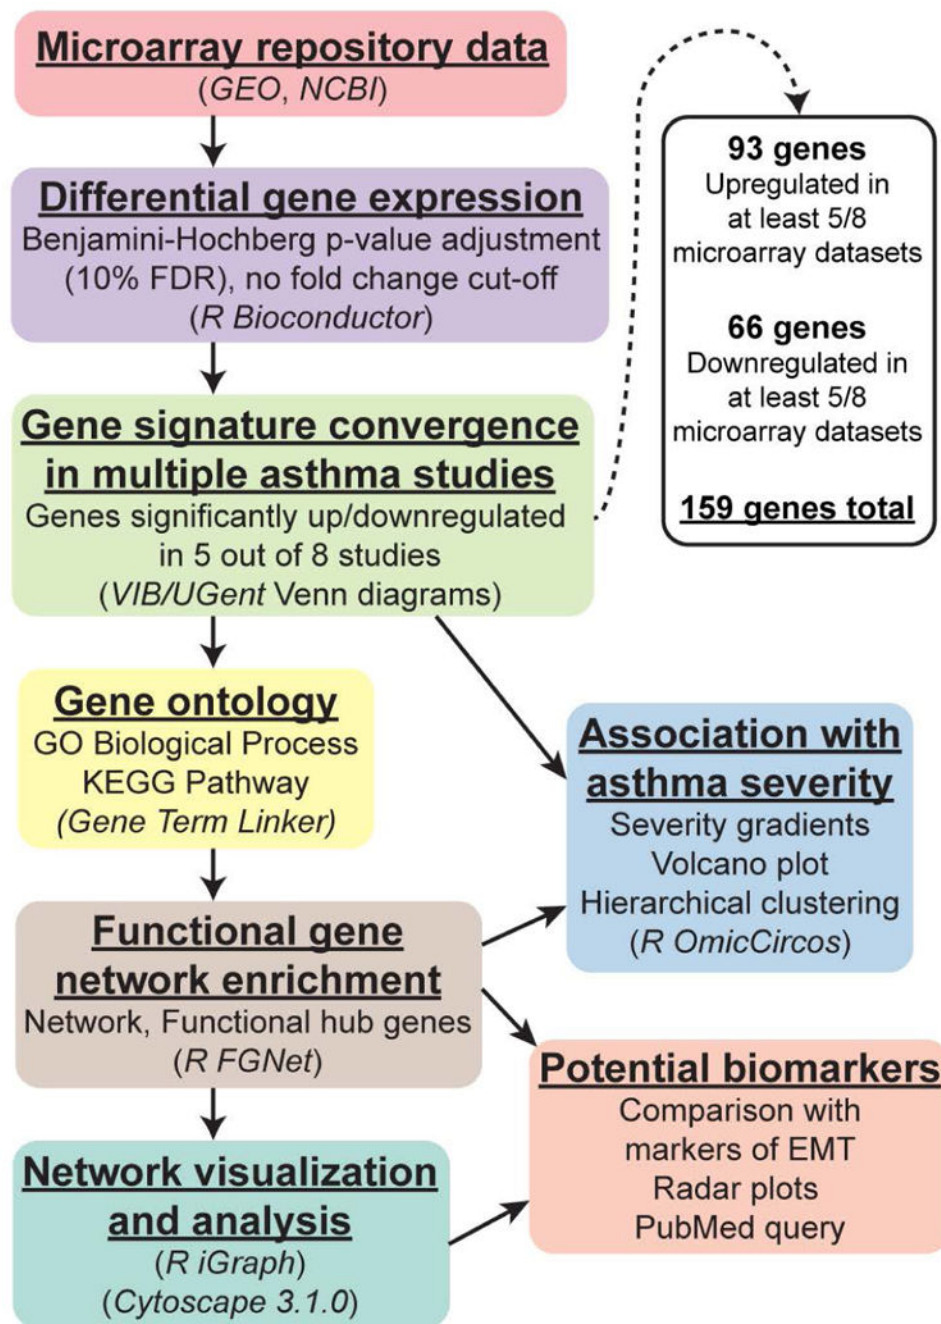 Microarray repository data
(GEO, NCBI)
Differential gene expression
Benjamini-Hochberg p-value adjustment
(10% FDR), no fold change cut-off
(R Bioconductor)
Gene signature convergence
in multiple asthma studies
Genes significantly up/downregulated
in 5 out of 8 studies
(VIB/UGent Venn diagrams)
93 genes
Upregulated in
at least 5/8
microarray datasets
66 genes
Downregulated in
at least 5/8
microarray datasets
159 genes total
Gene ontology
GO Biological Process
KEGG Pathway
(Gene Term Linker)
Association with
asthma severity
Severity gradients
Volcano plot
Hierarchical clustering
(R OmicCircos)
Functional gene
network enrichment
Network, Functional hub genes
(R FGNet)
Potential biomarkers
Comparison with
markers of EMT
Radar plots
PubMed query
Network visualization
and analysis
(R iGraph)
(Cytoscape 3.1.0)